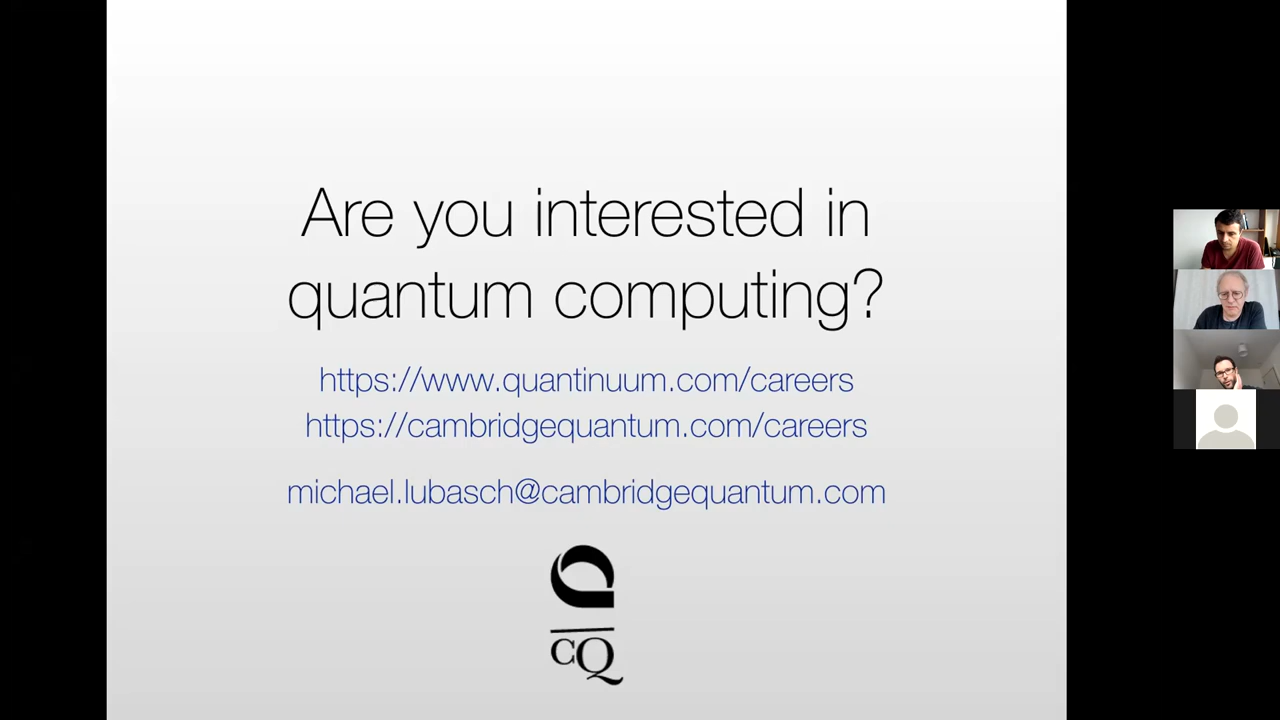 Are you interested in
quantum computing?
https://www.quantinuum.com/careers
https://cambridgequantum.com/careers
michael.lubasch@cambridgequantum.com
CQ